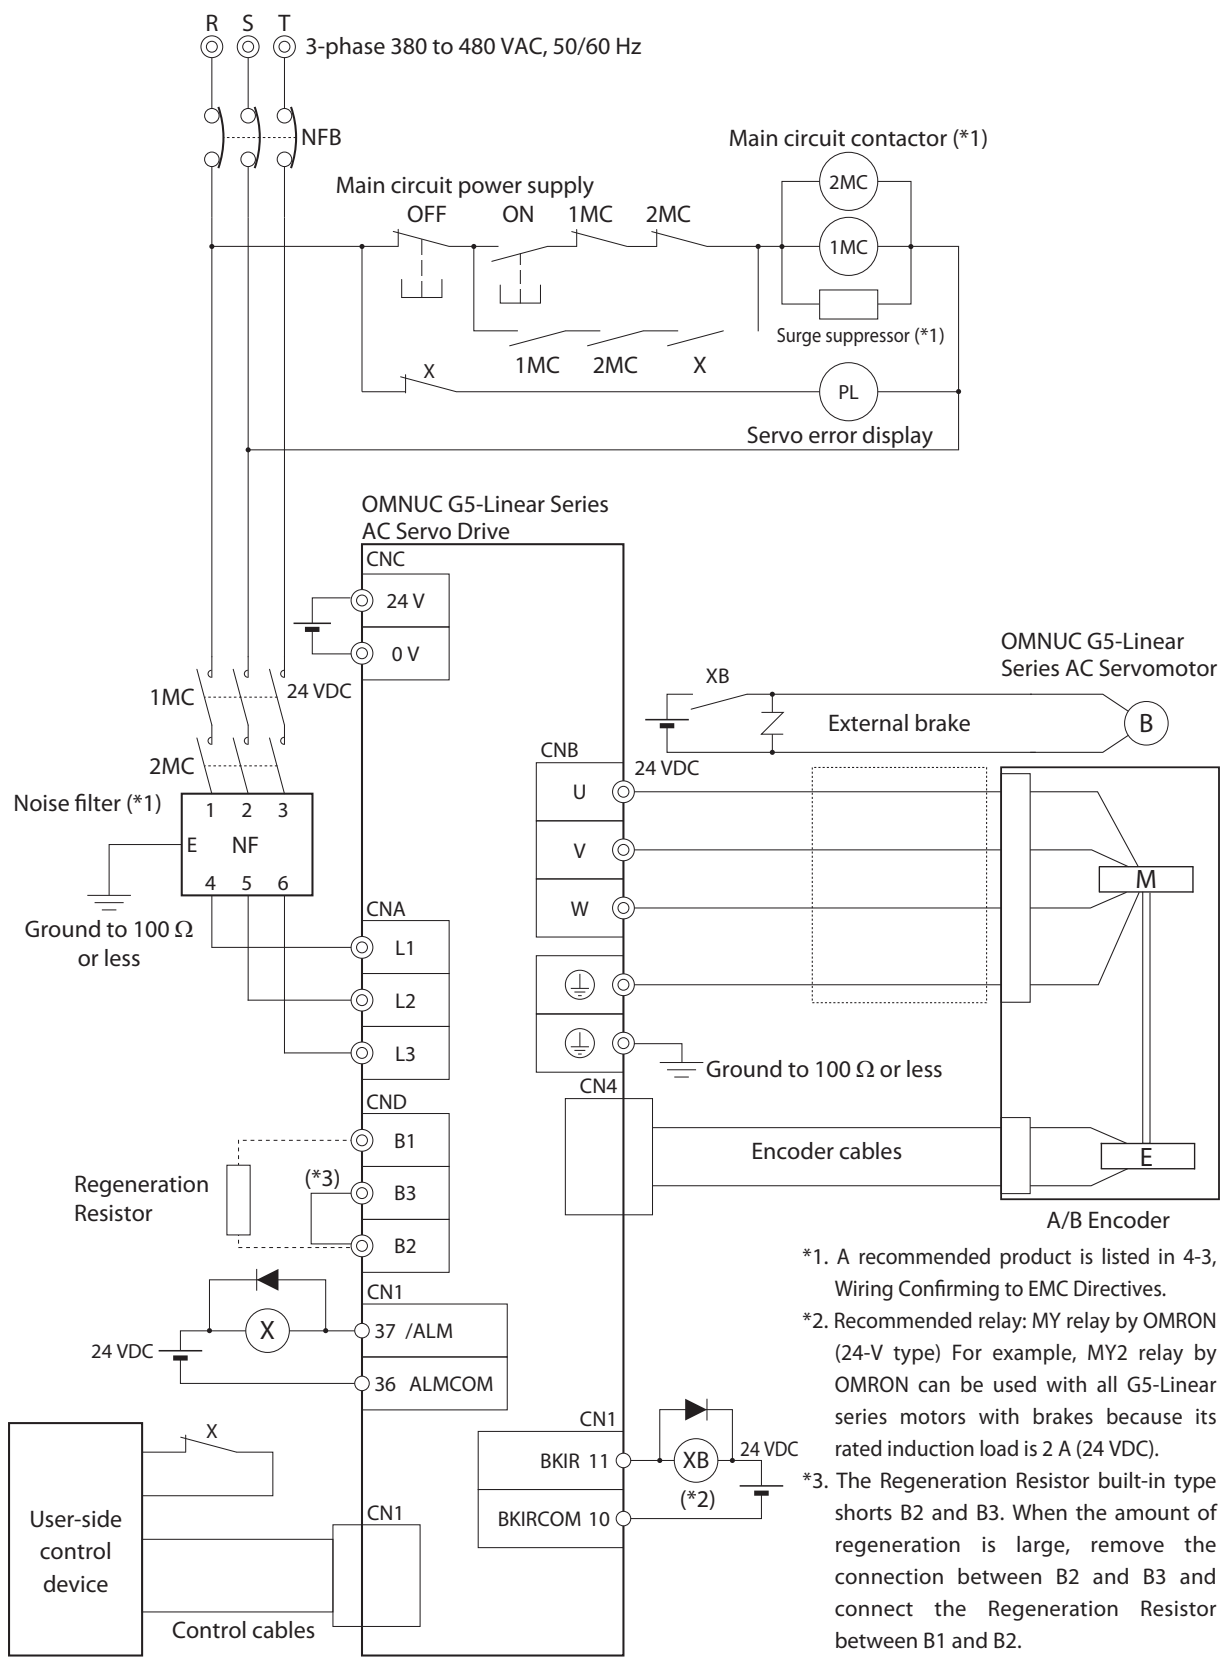 R S T
3-phase 380 to 480 VAC, 50/60 Hz
NFB
Main circuit contactor (*1)
2MC
Main circuit power supply
OFF ON 1MC 2MC
1MC
Surge suppressor (*1)
1MC 2MC X
X
PL
Servo error display
OMNUC G5-Linear Series
AC Servo Drive
CNC
24 V
0 V
24 VDC
1MC
2MC
Noise filter (*1)
1 2 3
E NF
4 5 6
Ground to 100 Ω
or less
CNA
L1
L2
L3
CND
B1
B3
B2
(*3)
Regeneration
Resistor
CN1
37 /ALM
36 ALMCOM
X
24 VDC
X
User-side
control
device
CN1
Control cables
OMNUC G5-Linear
Series AC Servomotor
XB
External brake
B
24 VDC
CNB
U
V
W
M
Ground to 100 Ω or less
CN4
Encoder cables
E
A/B Encoder
CN1
BKIR 11
BKIRCOM 10
XB
(*2)
24 VDC
*1. A recommended product is listed in 4-3,
Wiring Confirming to EMC Directives.
*2. Recommended relay: MY relay by OMRON
(24-V type) For example, MY2 relay by
OMRON can be used with all G5-Linear
series motors with brakes because its
rated induction load is 2 A (24 VDC).
*3. The Regeneration Resistor built-in type
shorts B2 and B3. When the amount of
regeneration is large, remove the
connection between B2 and B3 and
connect the Regeneration Resistor
between B1 and B2.